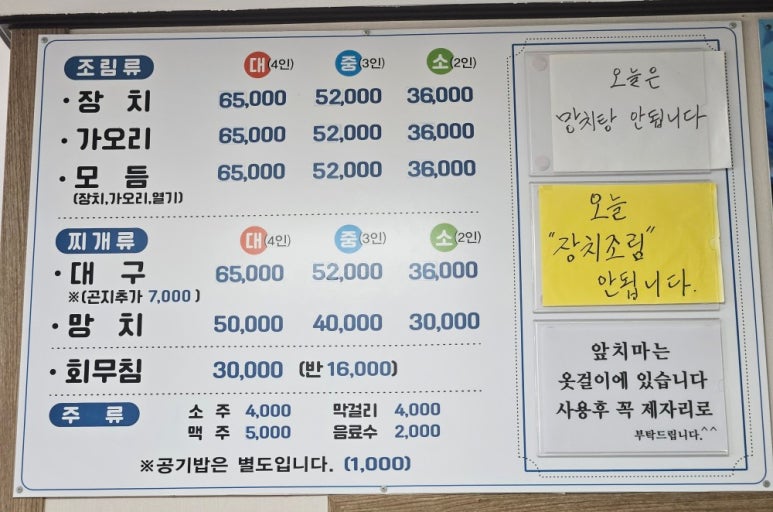 조림류 대(4인) 중(3인) 소(2인)
· 장 치 65,000 52,000 36,000
· 가오리 65,000 52,000 36,000
· 모 듬 65,000 52,000 36,000
(장치,가오리,열기)
찌개류 대(4인) 중(3인) 소(2인)
· 대 구 65,000 52,000 36,000
※(곤지추가 7,000 )
· 망 치 50,000 40,000 30,000
· 회무침 30,000 (반 16,000)
주 류 소 주 4,000 막걸리 4,000
맥 주 5,000 음료수 2,000
※공기밥은 별도입니다. (1,000)
오늘은
망치탕 안됩니다
오늘
"장치조림"
안됩니다.
앞치마는
옷걸이에 있습니다
사용후 꼭 제자리로
부탁드립니다.^^